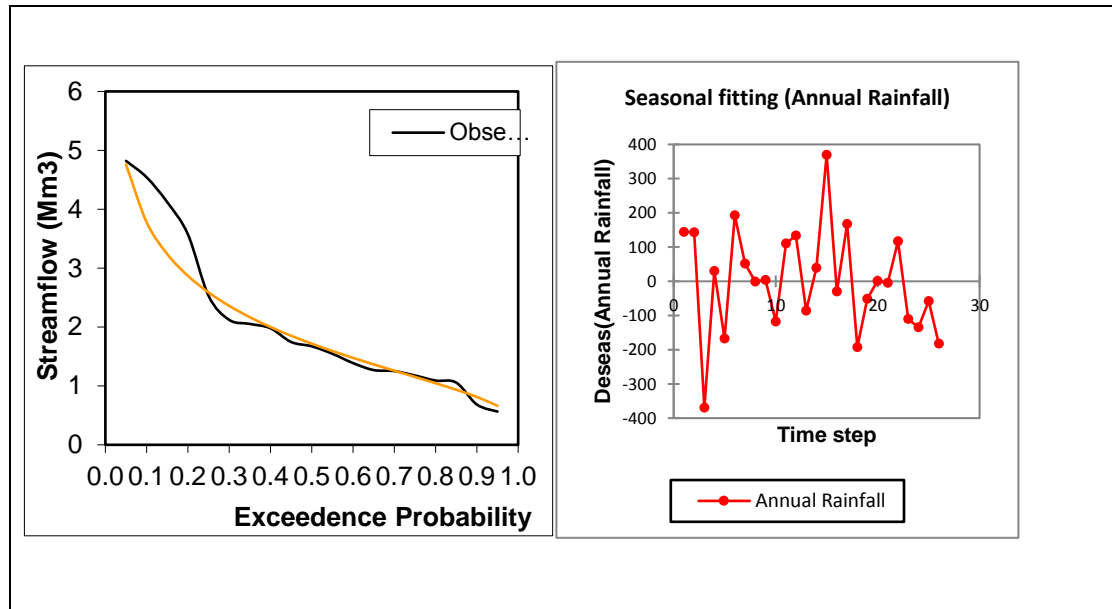 6
5
4
3
2
1
0
0.0 0.1 0.2 0.3 0.4 0.5 0.6 0.7 0.8 0.9 1.0
Streamflow (Mm3)
Exceedence Probability
Obse...
Seasonal fitting (Annual Rainfall)
400
300
200
100
0
-100
-200
-300
-400
0 10 20 30
Deseas(Annual Rainfall)
Time step
Annual Rainfall